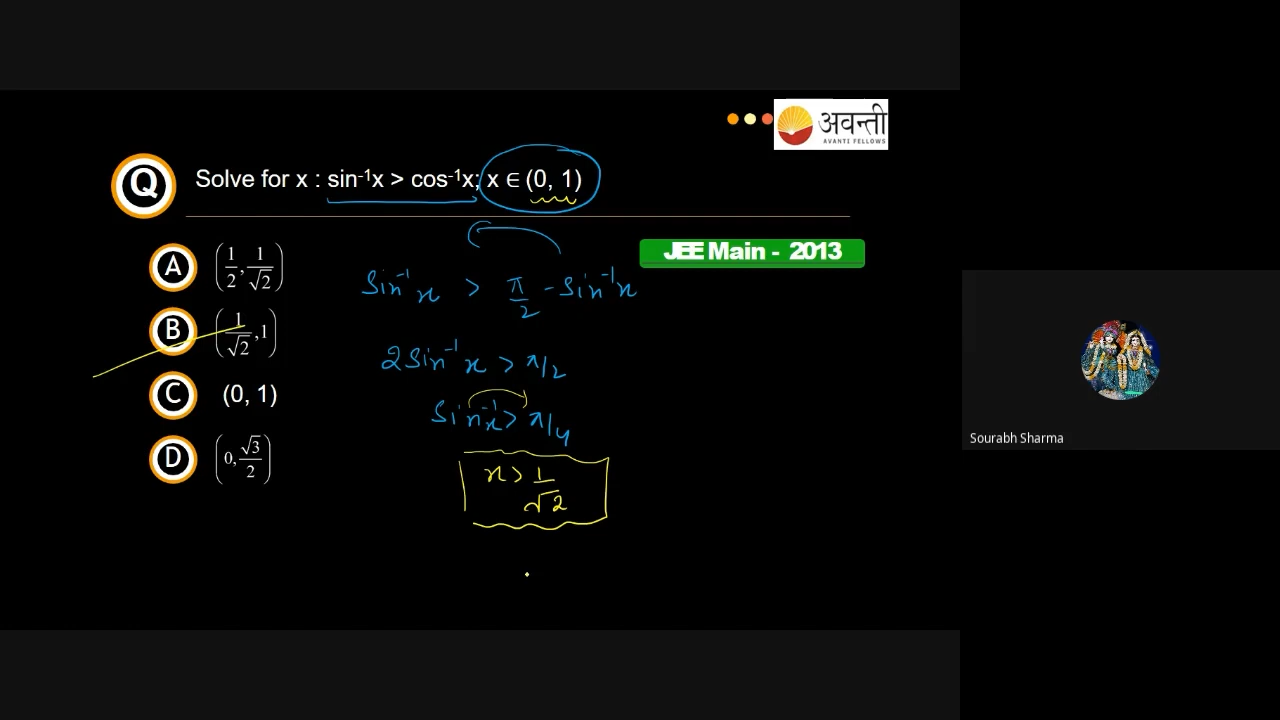 अवन्ती
AVANTI FELLOWS
Q Solve for x : sin⁻¹x > cos⁻¹x; x ∈ (0, 1)
JEE Main - 2013
A (1/2, 1/√2)
B (1/√2, 1)
C (0, 1)
D (0, √3/2)
Sin⁻¹x > π/2 - Sin⁻¹x
2Sin⁻¹x > π/2
Sin⁻¹x > π/4
x > 1/√2
Sourabh Sharma